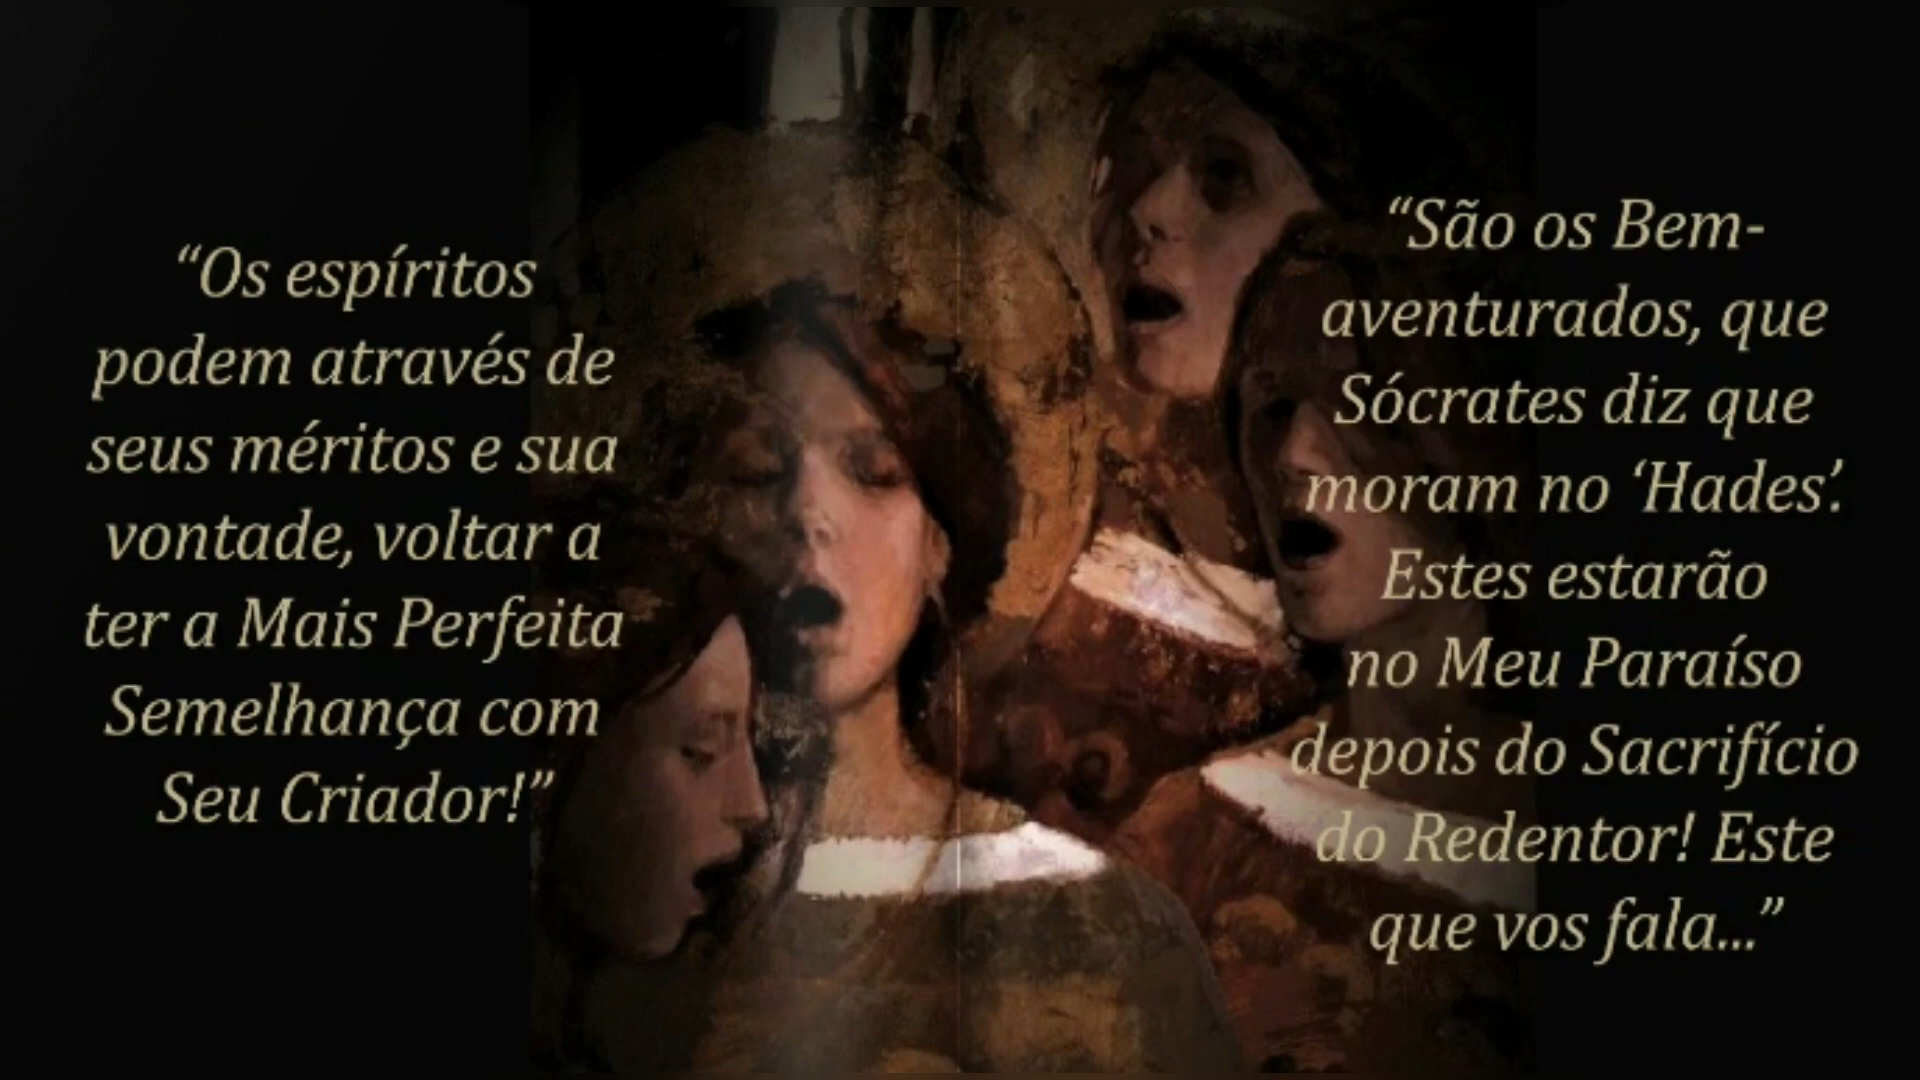 “Os espíritos
podem através de
seus méritos e sua
vontade, voltar a
ter a Mais Perfeita
Semelhança com
Seu Criador!”
“São os Bem-
aventurados, que
Sócrates diz que
moram no ‘Hades’.
Estes estarão
no Meu Paraíso
depois do Sacrifício
do Redentor! Este
que vos fala...”